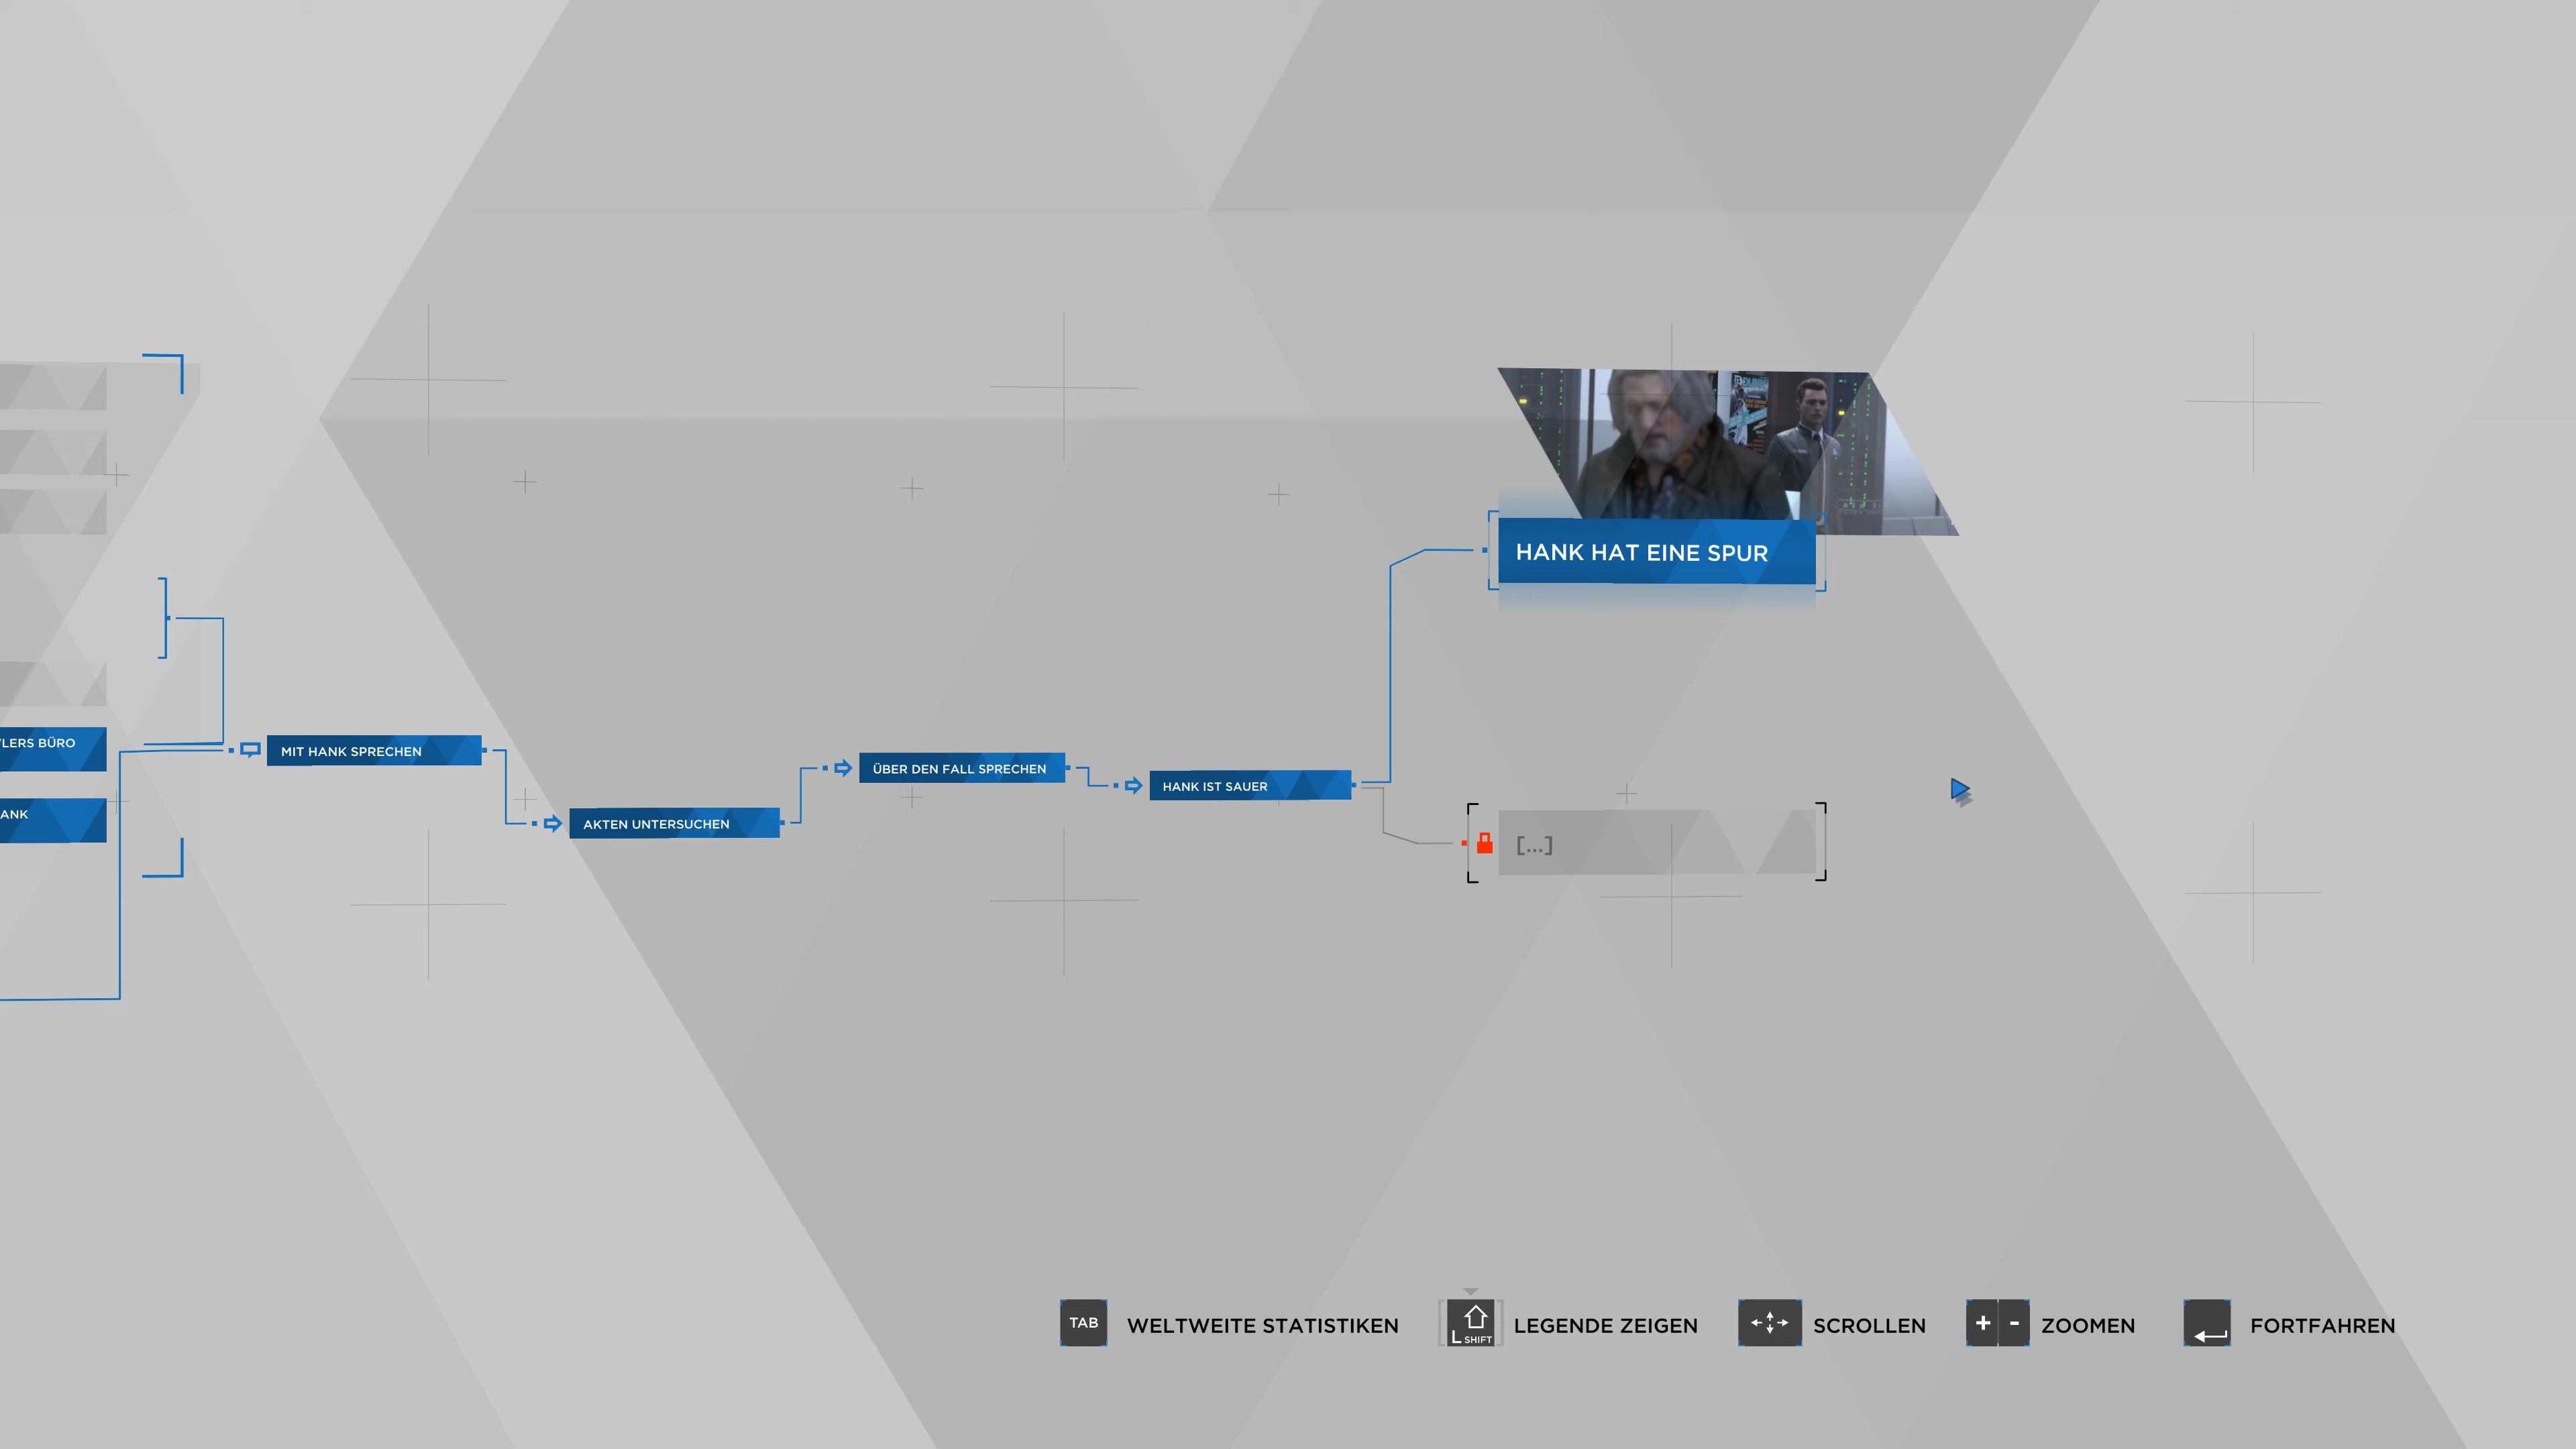 HANK HAT EINE SPUR
LERS BÜRO
MIT HANK SPRECHEN
ÜBER DEN FALL SPRECHEN
HANK IST SAUER
ANK
AKTEN UNTERSUCHEN
[...]
TAB WELTWEITE STATISTIKEN
L SHIFT LEGENDE ZEIGEN
SCROLLEN
+ - ZOOMEN
FORTFAHREN